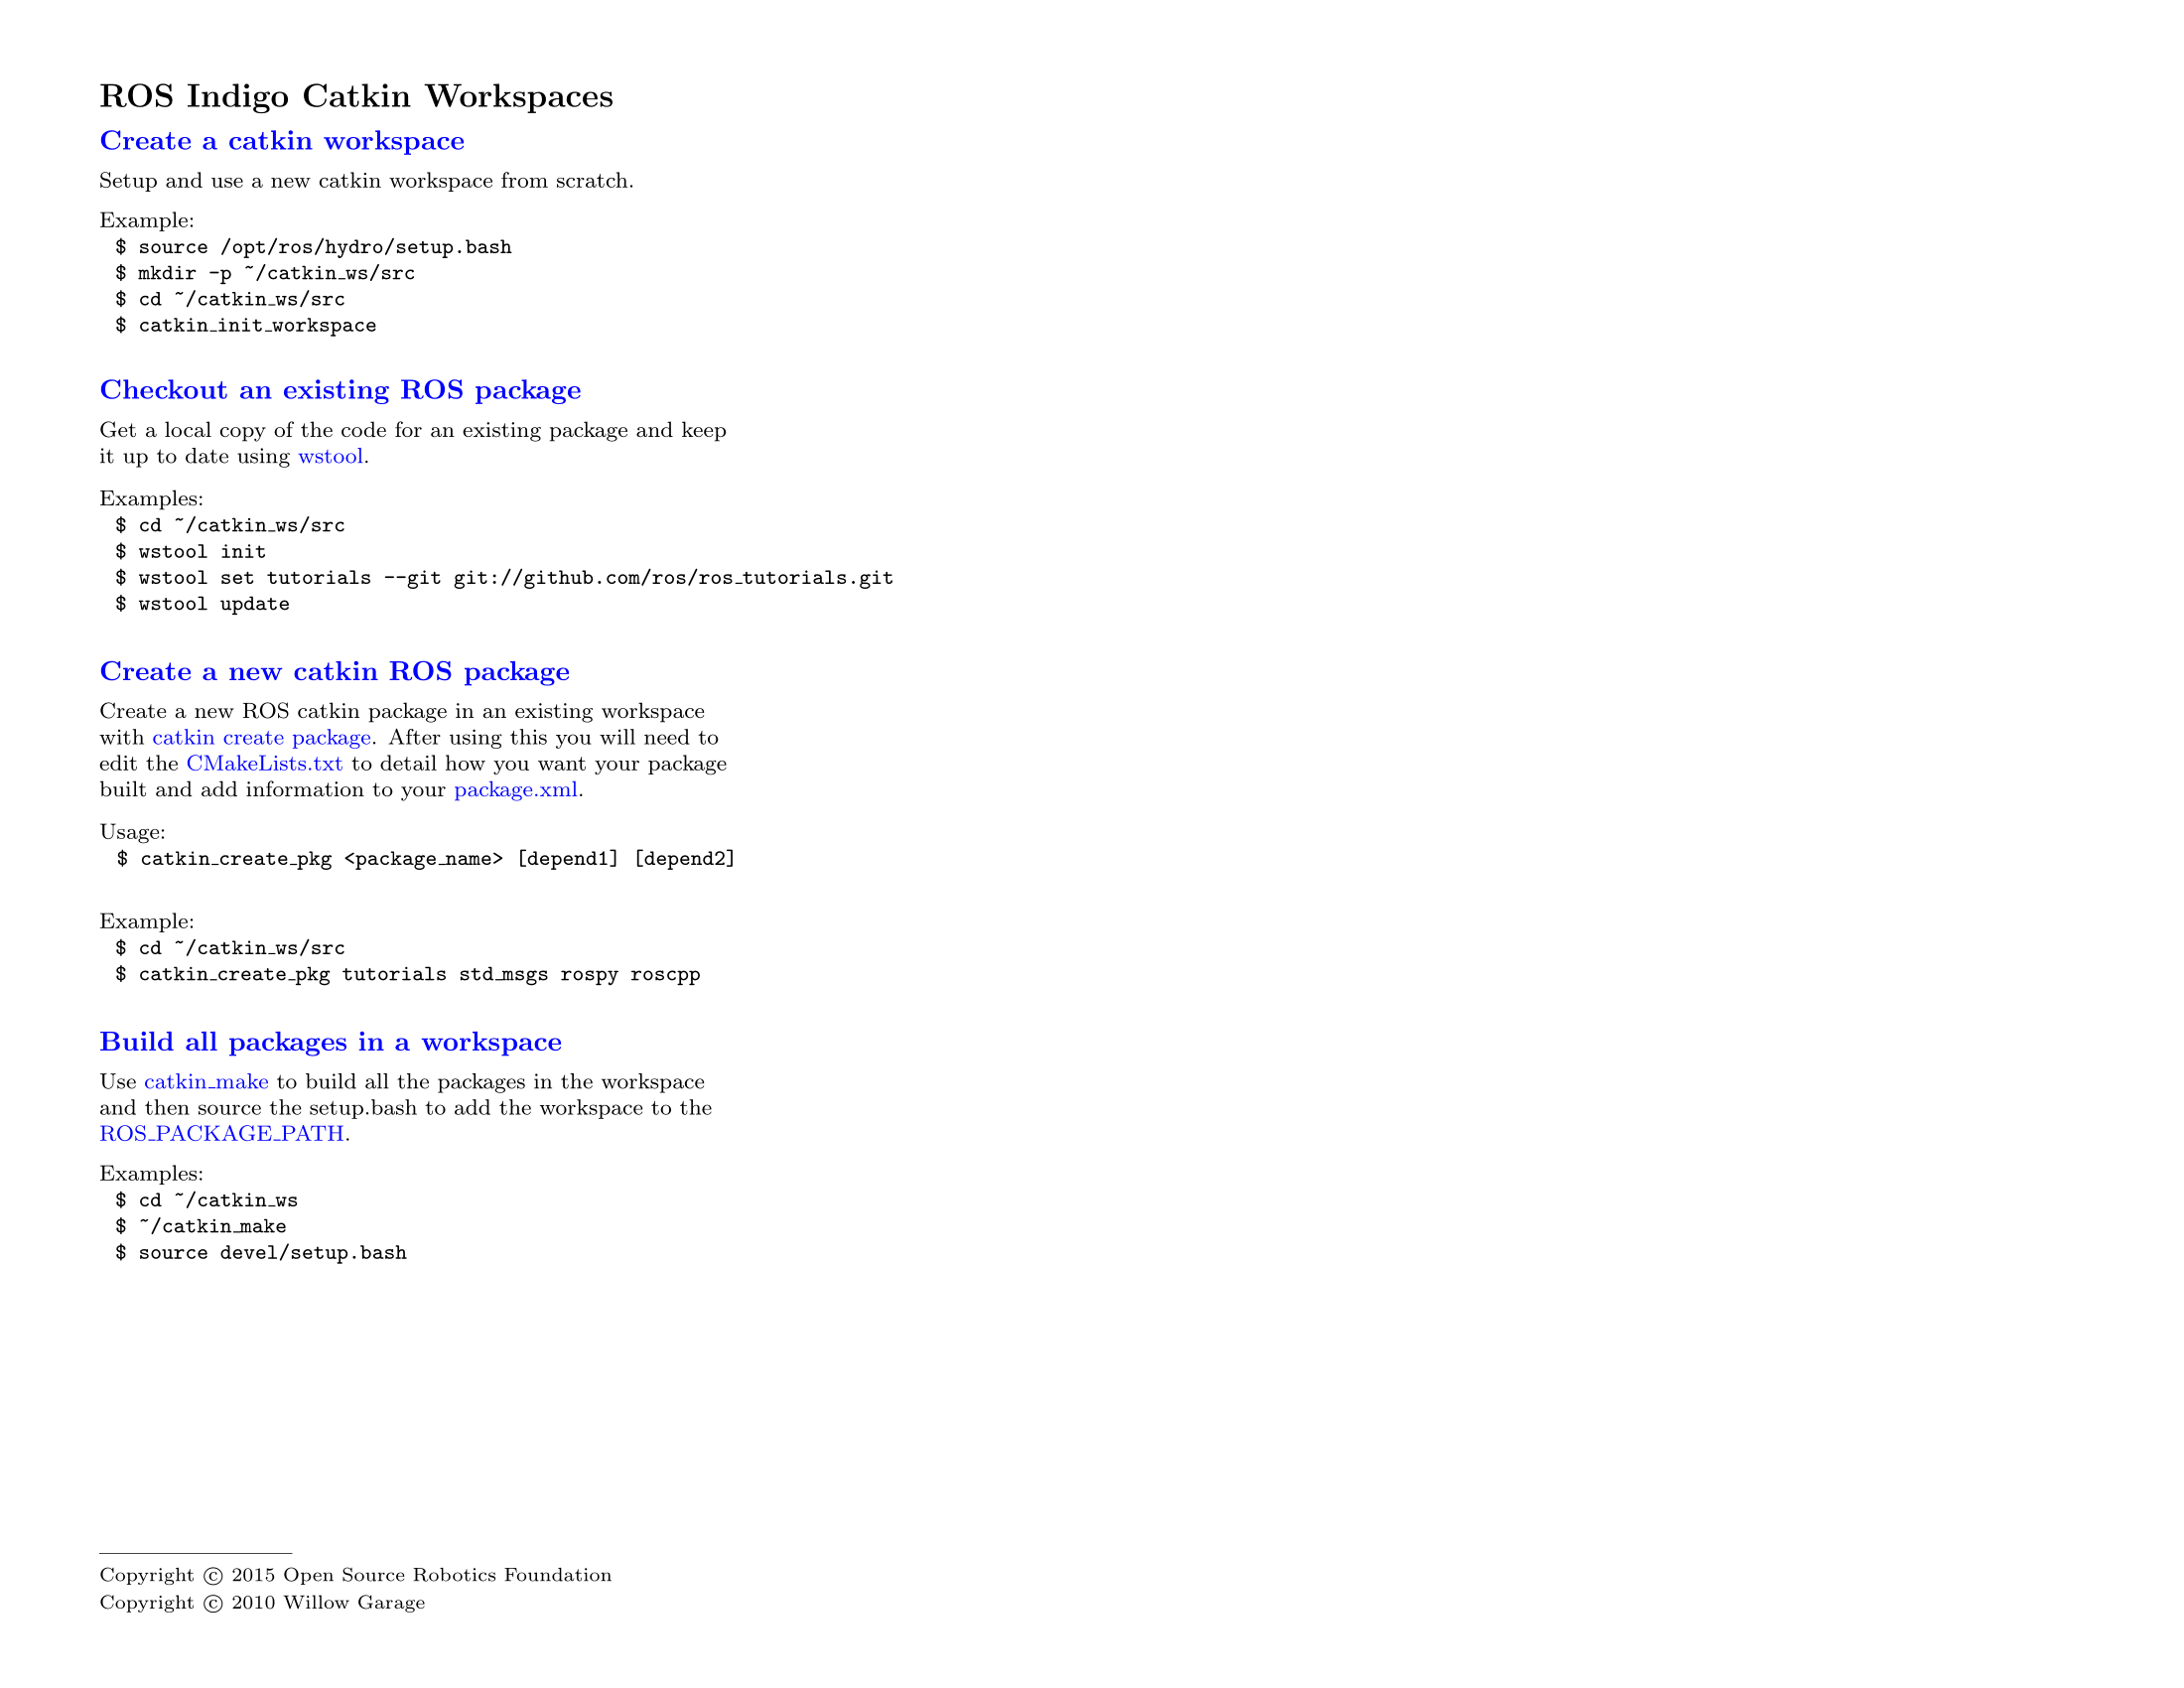 ROS Indigo Catkin Workspaces
Create a catkin workspace
Setup and use a new catkin workspace from scratch.
Example:
$ source /opt/ros/hydro/setup.bash
$ mkdir -p ~/catkin_ws/src
$ cd ~/catkin_ws/src
$ catkin_init_workspace
Checkout an existing ROS package
Get a local copy of the code for an existing package and keep
it up to date using wstool.
Examples:
$ cd ~/catkin_ws/src
$ wstool init
$ wstool set tutorials --git git://github.com/ros/ros_tutorials.git
$ wstool update
Create a new catkin ROS package
Create a new ROS catkin package in an existing workspace
with catkin create package. After using this you will need to
edit the CMakeLists.txt to detail how you want your package
built and add information to your package.xml.
Usage:
$ catkin_create_pkg <package_name> [depend1] [depend2]
Example:
$ cd ~/catkin_ws/src
$ catkin_create_pkg tutorials std_msgs rospy roscpp
Build all packages in a workspace
Use catkin_make to build all the packages in the workspace
and then source the setup.bash to add the workspace to the
ROS_PACKAGE_PATH.
Examples:
$ cd ~/catkin_ws
$ ~/catkin_make
$ source devel/setup.bash
Copyright © 2015 Open Source Robotics Foundation
Copyright © 2010 Willow Garage